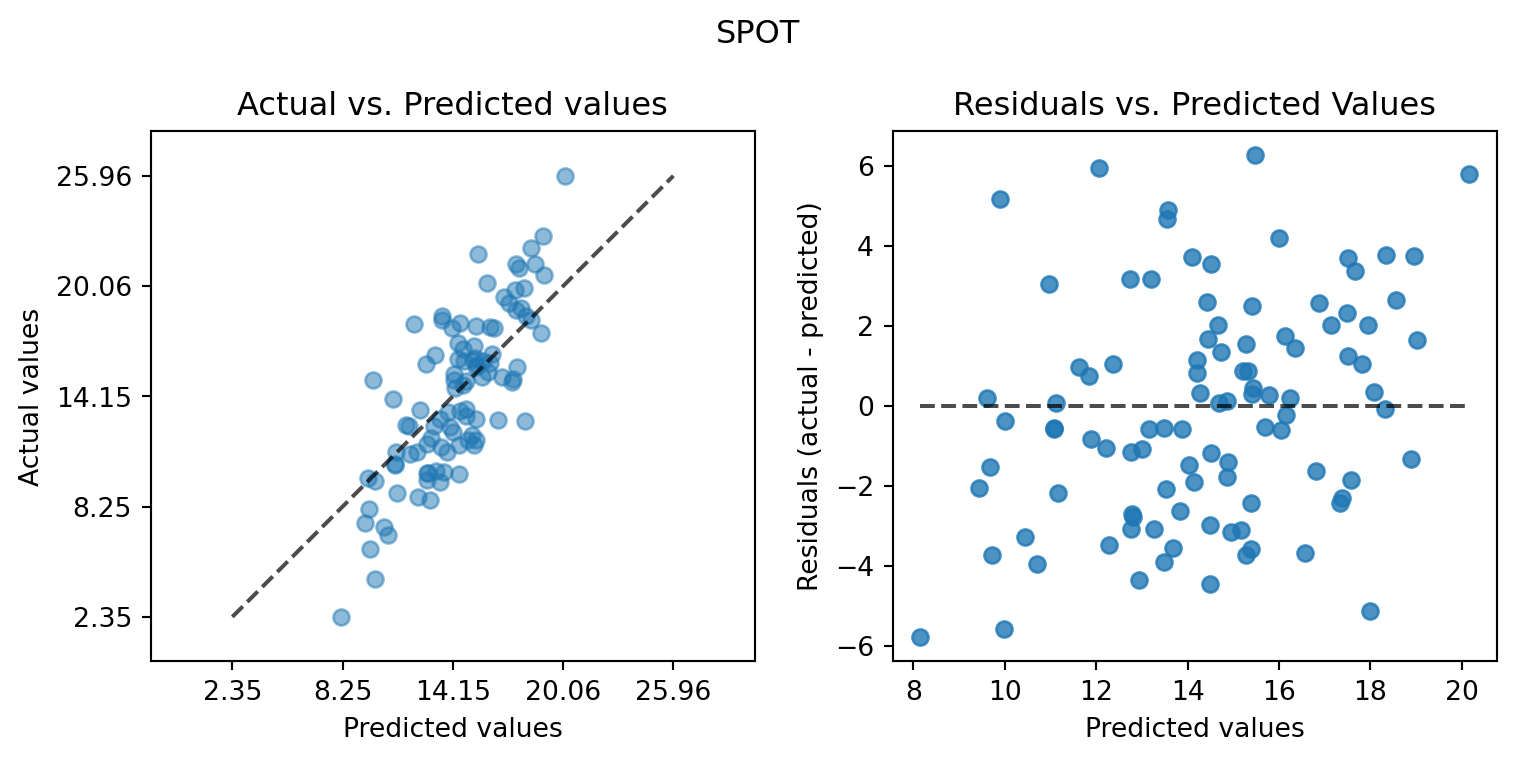 SPOT
Actual vs. Predicted values
Actual values
25.96
20.06
14.15
8.25
2.35
2.35 8.25 14.15 20.06 25.96
Predicted values
Residuals vs. Predicted Values
Residuals (actual - predicted)
6
4
2
0
−2
−4
−6
8 10 12 14 16 18 20
Predicted values